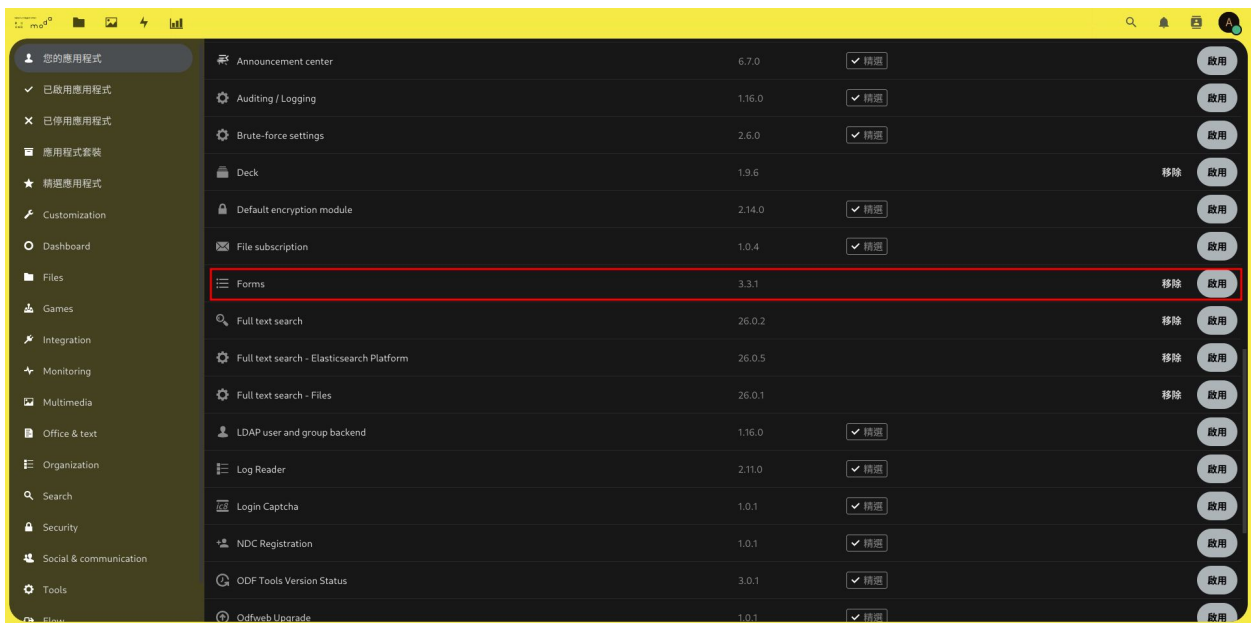 moda
A
您的應用程式
已啟用應用程式
已停用應用程式
應用程式套裝
精選應用程式
Customization
Dashboard
Files
Games
Integration
Monitoring
Multimedia
Office & text
Organization
Search
Security
Social & communication
Tools
Flow
Announcement center 6.7.0 ✔精選 啟用
Auditing / Logging 1.16.0 ✔精選 啟用
Brute-force settings 2.6.0 ✔精選 啟用
Deck 1.9.6 移除 啟用
Default encryption module 2.14.0 ✔精選 啟用
File subscription 1.0.4 ✔精選 啟用
Forms 3.3.1 移除 啟用
Full text search 26.0.2 移除 啟用
Full text search - Elasticsearch Platform 26.0.5 移除 啟用
Full text search - Files 26.0.1 移除 啟用
LDAP user and group backend 1.16.0 ✔精選 啟用
Log Reader 2.11.0 ✔精選 啟用
Login Captcha 1.0.1 ✔精選 啟用
NDC Registration 1.0.1 ✔精選 啟用
ODF Tools Version Status 3.0.1 ✔精選 啟用
Odfweb Upgrade 1.0.1 ✔精選 啟用